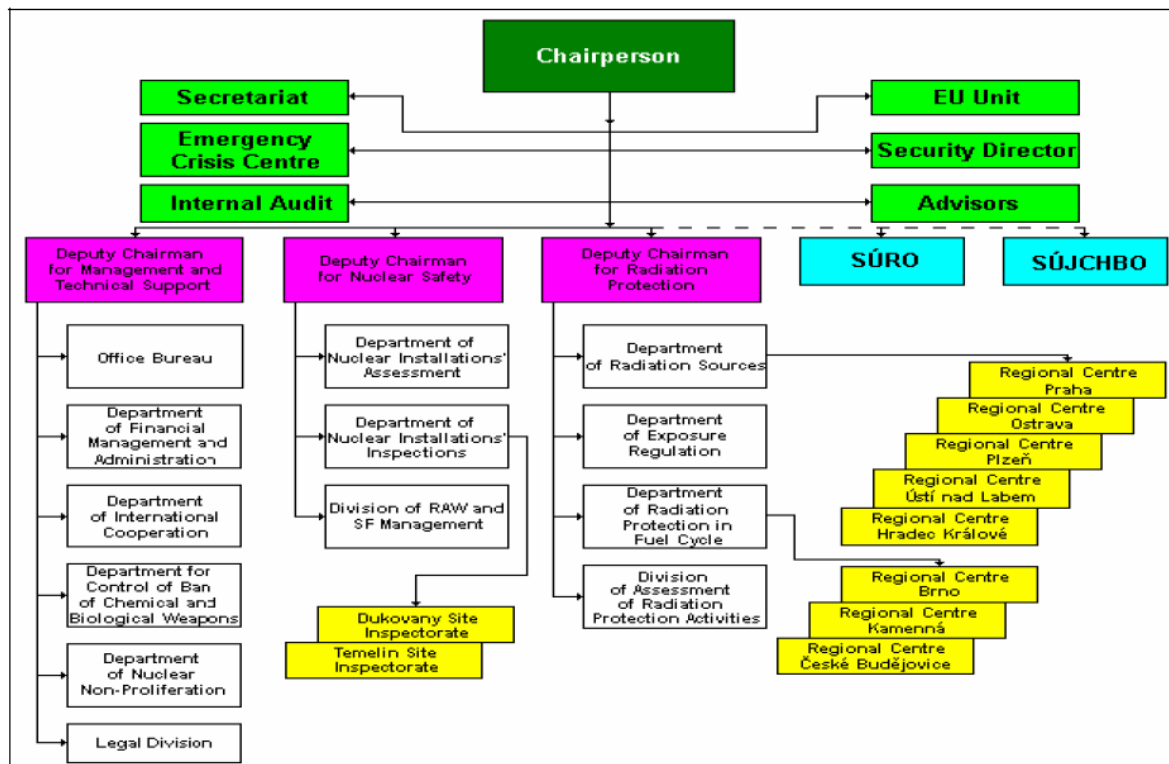 Chairperson
Secretariat
EU Unit
Emergency
Crisis Centre
Security Director
Internal Audit
Advisors
Deputy Chairman
for Management and
Technical Support
Deputy Chairman
for Nuclear Safety
Deputy Chairman
for Radiation
Protection
SÚRO
SÚJCHBO
Office Bureau
Department
of Financial
Management and
Administration
Department
of International
Cooperation
Department for
Control of Ban
of Chemical and
Biological Weapons
Department
of Nuclear
Non-Proliferation
Legal Division
Department of
Nuclear Installations'
Assessment
Department of
Nuclear Installations'
Inspections
Division of RAW and
SF Management
Dukovany Site
Inspectorate
Temelin Site
Inspectorate
Department
of Radiation Sources
Department
of Exposure
Regulation
Department
of Radiation
Protection in
Fuel Cycle
Division
of Assessment
of Radiation
Protection Activities
Regional Centre
Praha
Regional Centre
Ostrava
Regional Centre
Plzeň
Regional Centre
Ústí nad Labem
Regional Centre
Hradec Králové
Regional Centre
Brno
Regional Centre
Kamenná
Regional Centre
České Budějovice